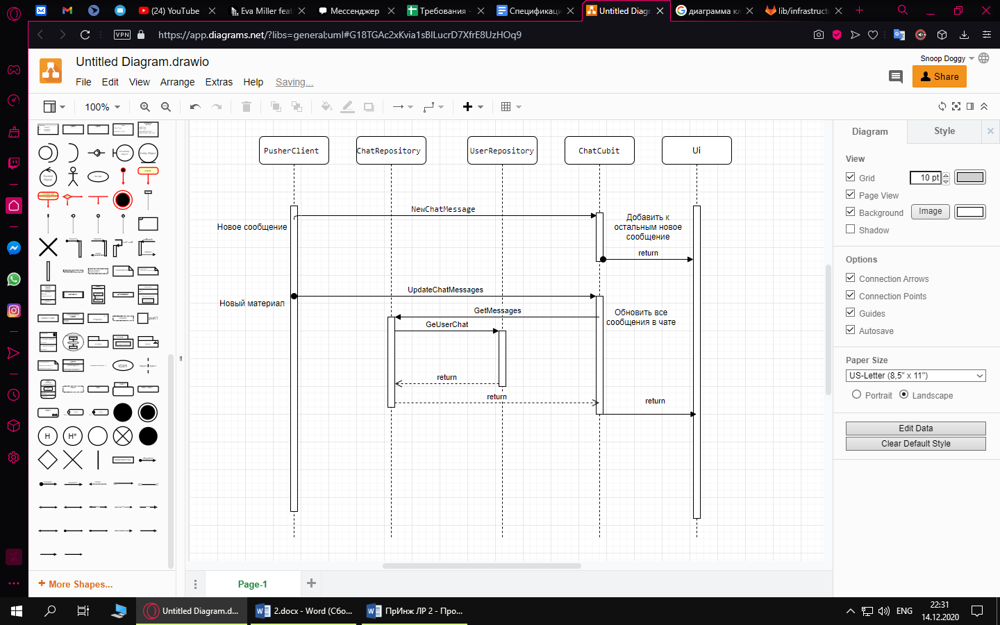 (24) YouTube
Eva Miller feat
Мессенджер
Требования -
Спецификаци
Untitled Diagr
диаграмма кл
lib/infrastruct
VPN
https://app.diagrams.net/?libs=general;uml#G18TGAc2xKvia1sBlLucrD7XfrE8UzHOq9
Untitled Diagram.drawio
Snoop Doggy
File Edit View Arrange Extras Help Saving...
Share
100%
Diagram
Style
PusherClient
ChatRepository
UserRepository
ChatCubit
Ui
View
Grid
10 pt
Page View
Background
Image
Shadow
NewChatMessage
Новое сообщение
Добавить к
остальным новое
сообщение
return
Options
Connection Arrows
Connection Points
Guides
Autosave
UpdateChatMessages
Новый материал
GetMessages
Обновить все
сообщения в чате
GeUserChat
return
return
return
Paper Size
US-Letter (8,5" x 11")
Portrait
Landscape
Edit Data
Clear Default Style
Icon
H
H*
+ More Shapes...
Page-1
Untitled Diagram.d...
2.docx - Word (Сбо...
ПрИнж ЛР 2 - Про...
ENG
22:31
14.12.2020